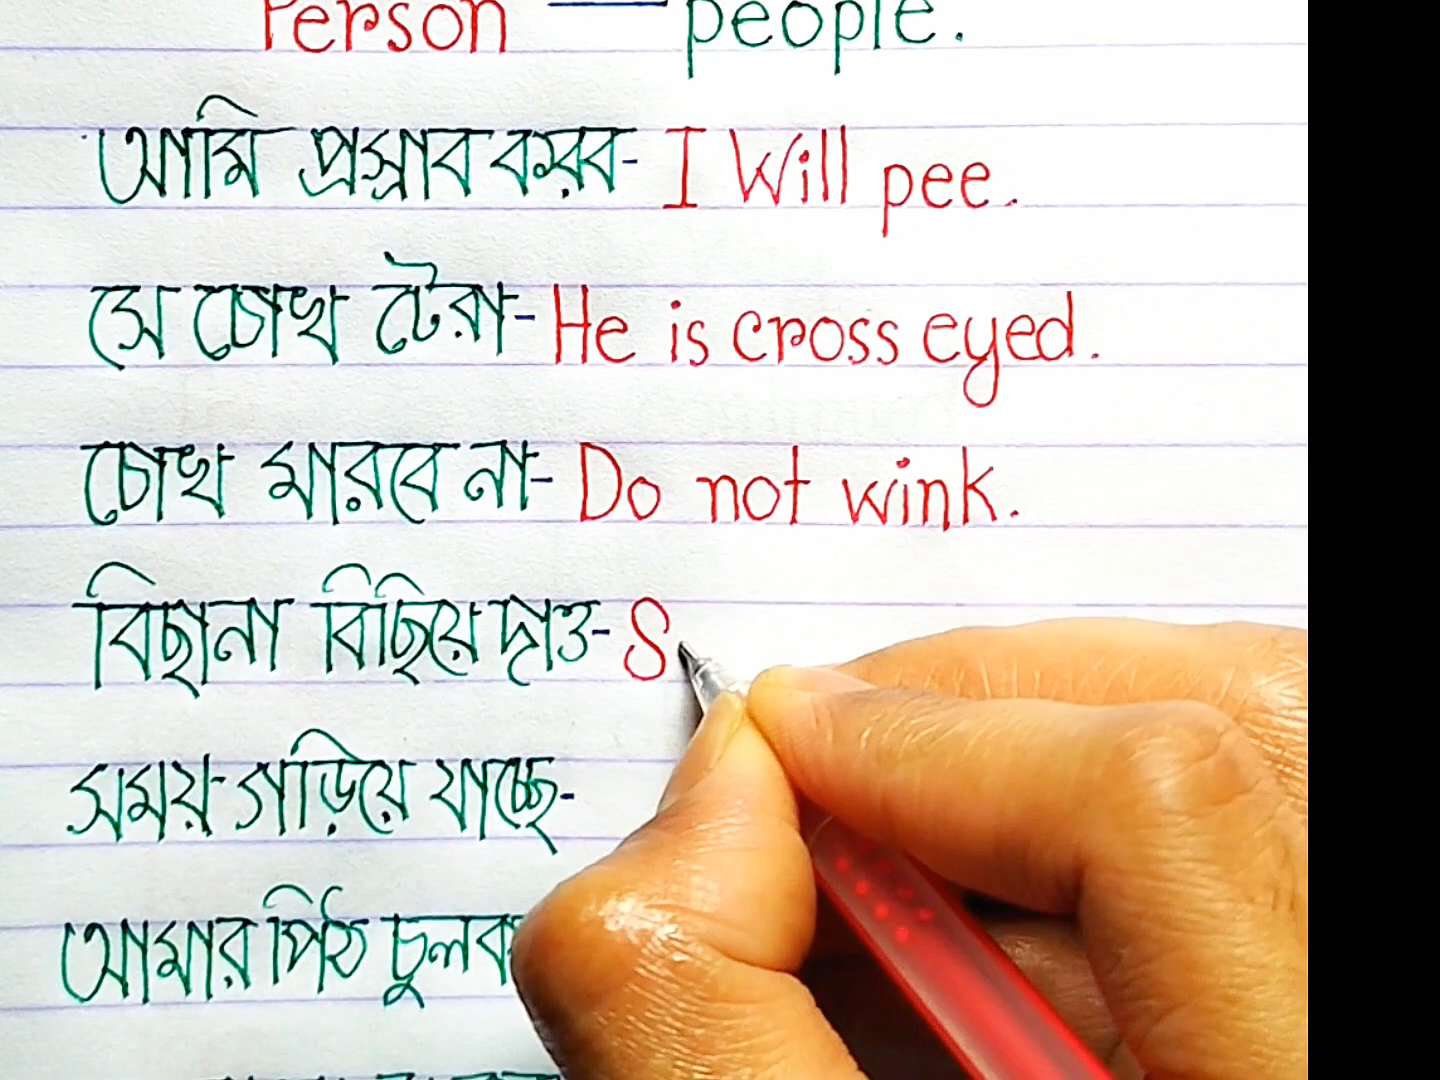 Person — people.
আমি প্রস্রাব করব- I Will pee.
সে চোখ টেরা- He is cross eyed.
চোখ মারবে না- Do not wink.
বিছানা বিছিয়ে দাও- S
সময় গড়িয়ে যাচ্ছে-
আমার পিঠ